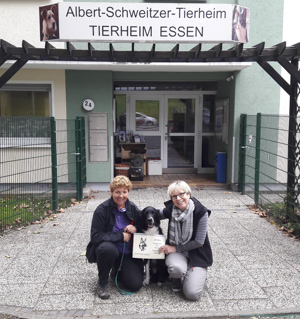 Albert-Schweitzer-Tierheim
TIERHEIM ESSEN
24